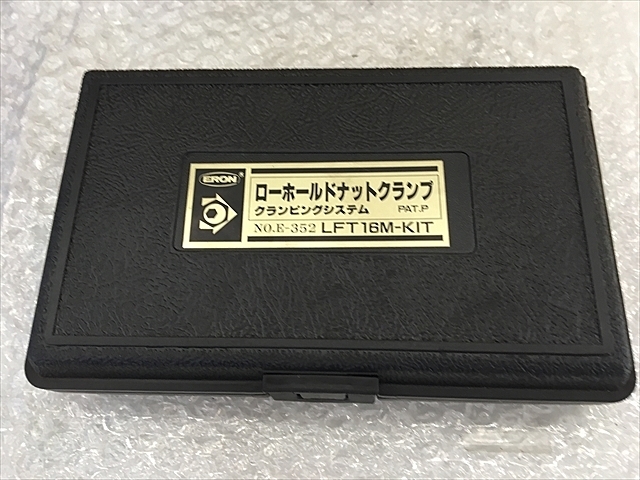 ERON®
ローホールドナットクランプ
クランピングシステム PAT.P
NO.E-352 LFT16M-KIT